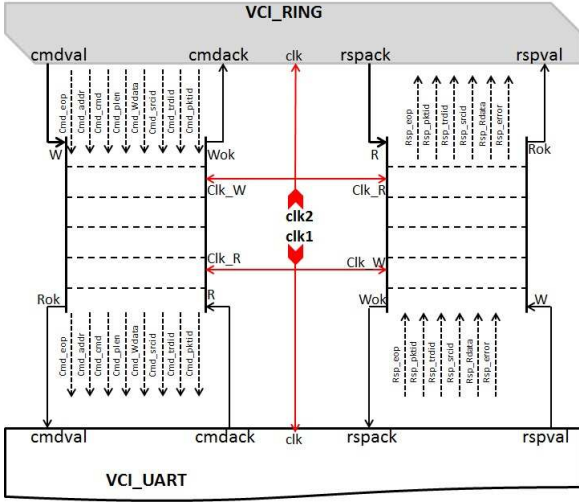 VCI_RING
cmdval cmdack clk rspack rspval
Cmd_eop Cmd_addr Cmd_cmd Cmd_plen Cmd_Wdata Cmd_srcid Cmd_trdid Cmd_pktid
Rsp_eop Rsp_pktid Rsp_trdid Rsp_srcid Rsp_Rdata Rsp_error
W Wok R Rok
Clk_W Clk_R
clk2
clk1
Clk_R Clk_W
Rok R Wok W
Cmd_eop Cmd_addr Cmd_cmd Cmd_plen Cmd_Wdata Cmd_srcid Cmd_trdid Cmd_pktid
Rsp_eop Rsp_pktid Rsp_trdid Rsp_srcid Rsp_Rdata Rsp_error
cmdval cmdack clk rspack rspval
VCI_UART